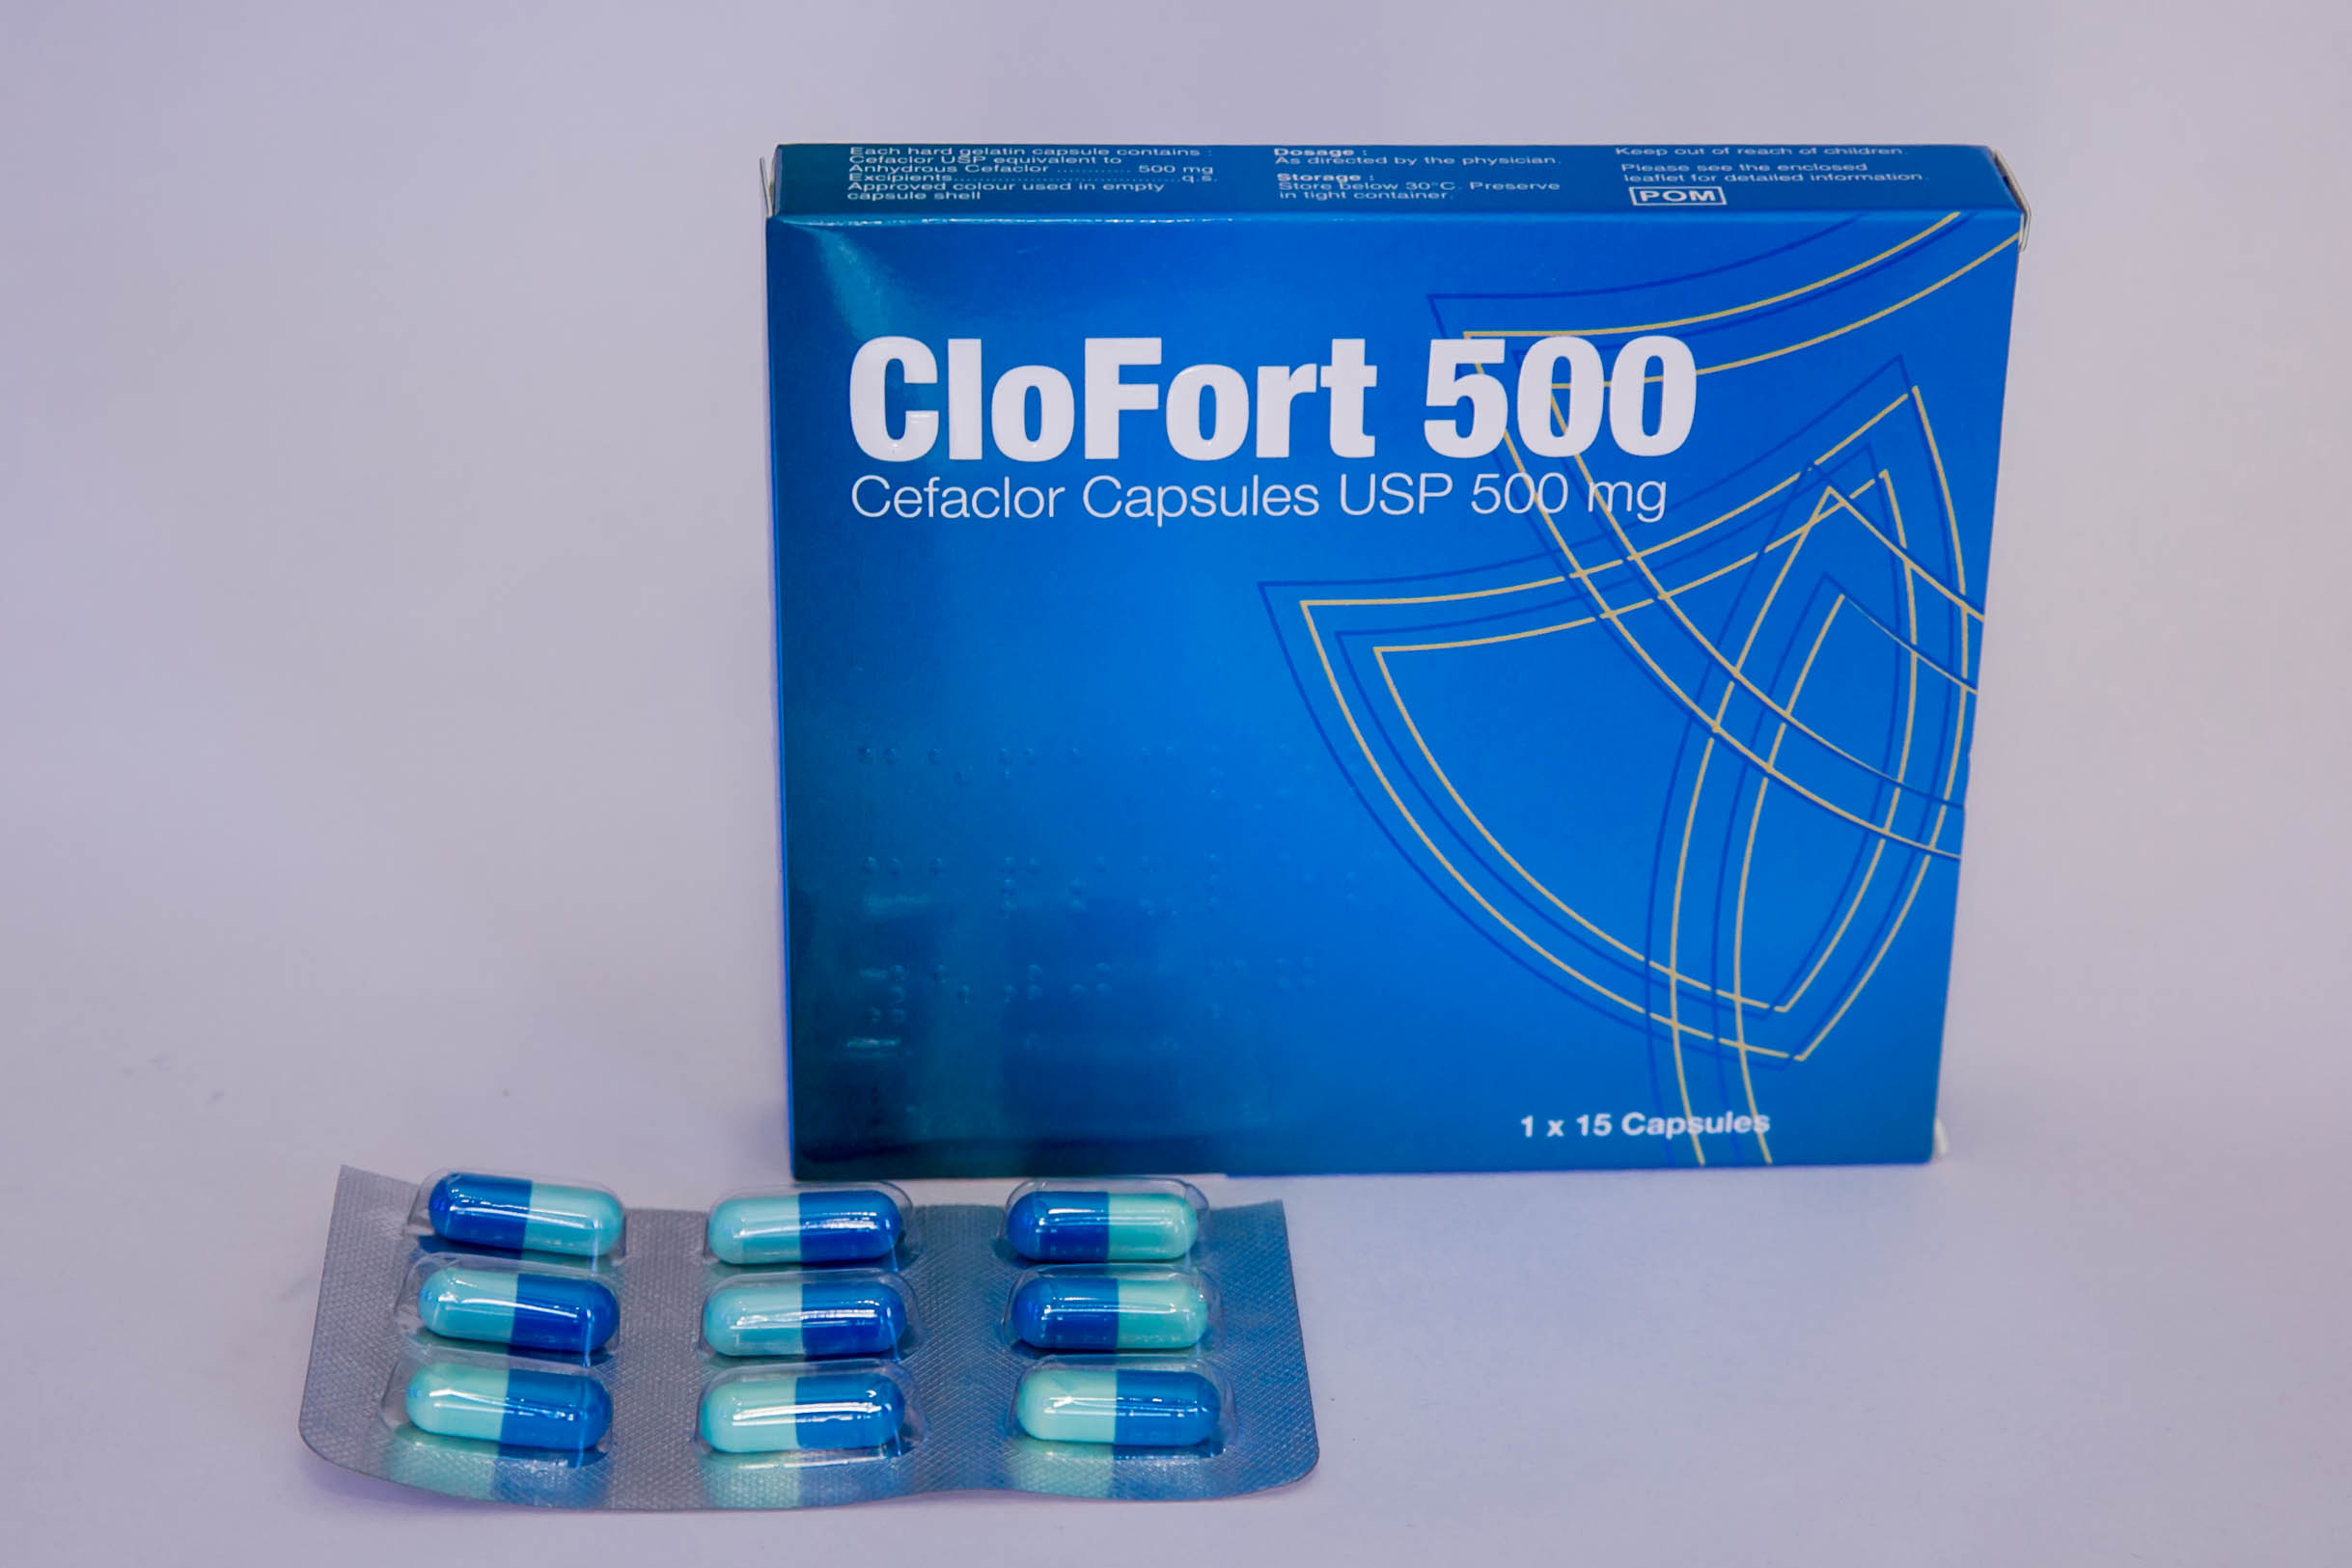 Each hard gelatin capsule contains :
Cefaclor USP equivalent to
Anhydrous Cefaclor ............ 500 mg
Excipients....................................q.s.
Approved colour used in empty
capsule shell
Dosage :
As directed by the physician.
Storage :
Store below 30°C. Preserve
in tight container.
Keep out of reach of children.
Please see the enclosed
leaflet for detailed information.
POM
CloFort 500
Cefaclor Capsules USP 500 mg
1 x 15 Capsules